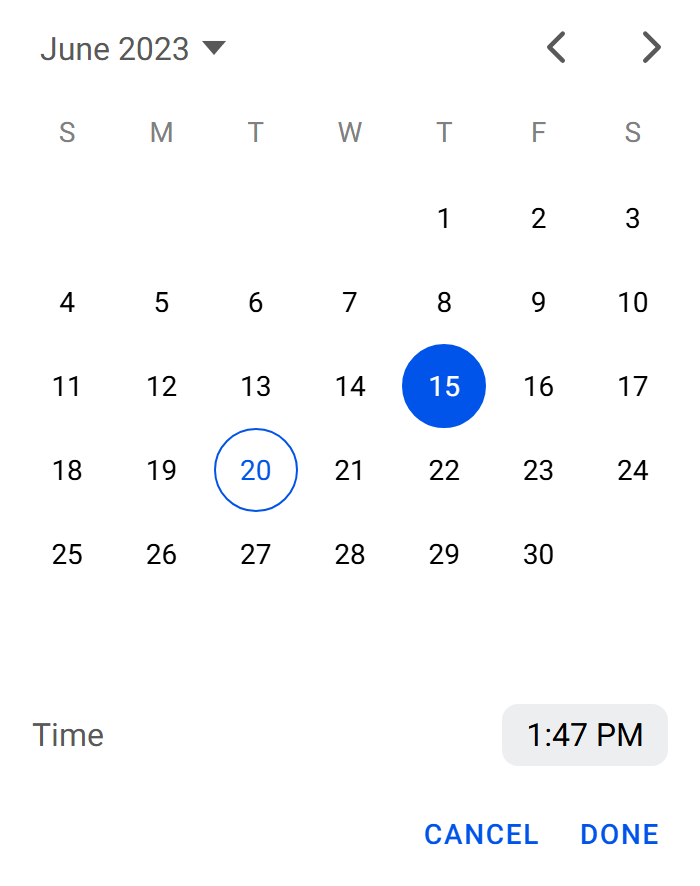 June 2023
S M T W T F S
1 2 3
4 5 6 7 8 9 10
11 12 13 14 15 16 17
18 19 20 21 22 23 24
25 26 27 28 29 30
Time 1:47 PM
CANCEL DONE